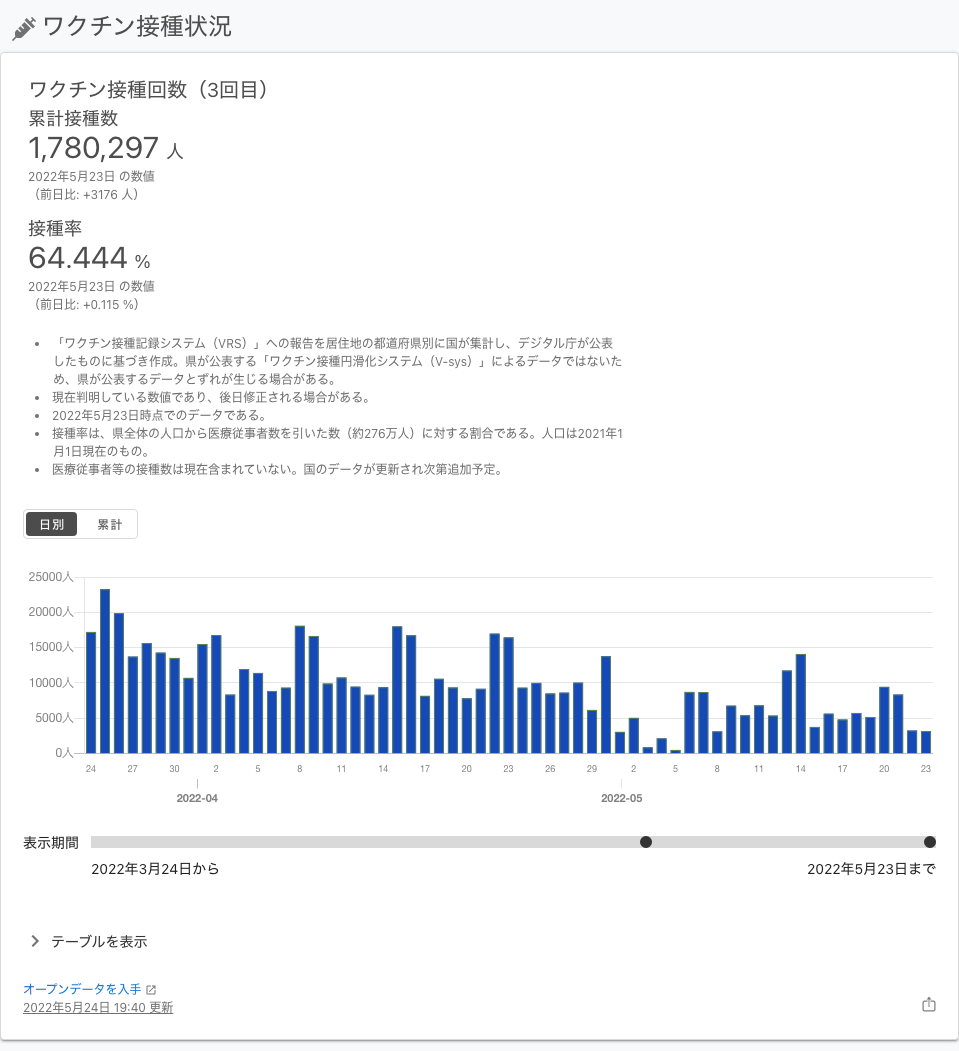 ワクチン接種状況
ワクチン接種回数（3回目）
累計接種数
1,780,297 人
2022年5月23日 の数値
（前日比: +3176 人）
接種率
64.444 %
2022年5月23日 の数値
（前日比: +0.115 %）
• 「ワクチン接種記録システム（VRS）」への報告を居住地の都道府県別に国が集計し、デジタル庁が公表
したものに基づき作成。県が公表する「ワクチン接種円滑化システム（V-sys）」によるデータではないた
め、県が公表するデータとずれが生じる場合がある。
• 現在判明している数値であり、後日修正される場合がある。
• 2022年5月23日時点でのデータである。
• 接種率は、県全体の人口から医療従事者数を引いた数（約276万人）に対する割合である。人口は2021年1
月1日現在のもの。
• 医療従事者等の接種数は現在含まれていない。国のデータが更新され次第追加予定。
日別 累計
25000人
20000人
15000人
10000人
5000人
0人
24 27 30 2 5 8 11 14 17 20 23 26 29 2 5 8 11 14 17 20 23
2022-04 2022-05
表示期間
2022年3月24日から 2022年5月23日まで
テーブルを表示
オープンデータを入手
2022年5月24日 19:40 更新